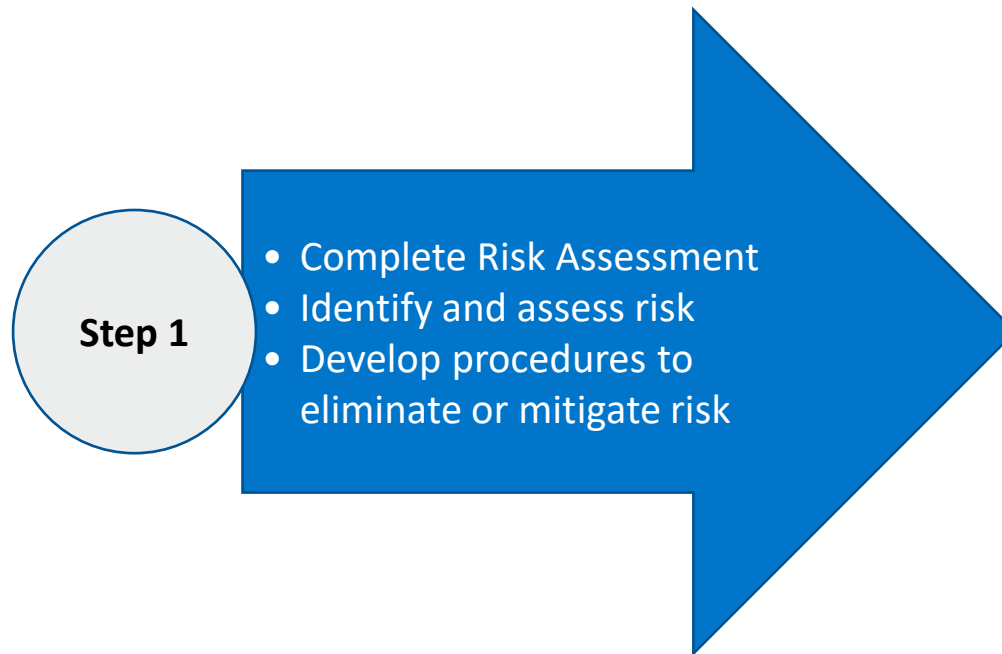 Step 1
• Complete Risk Assessment
• Identify and assess risk
• Develop procedures to
eliminate or mitigate risk